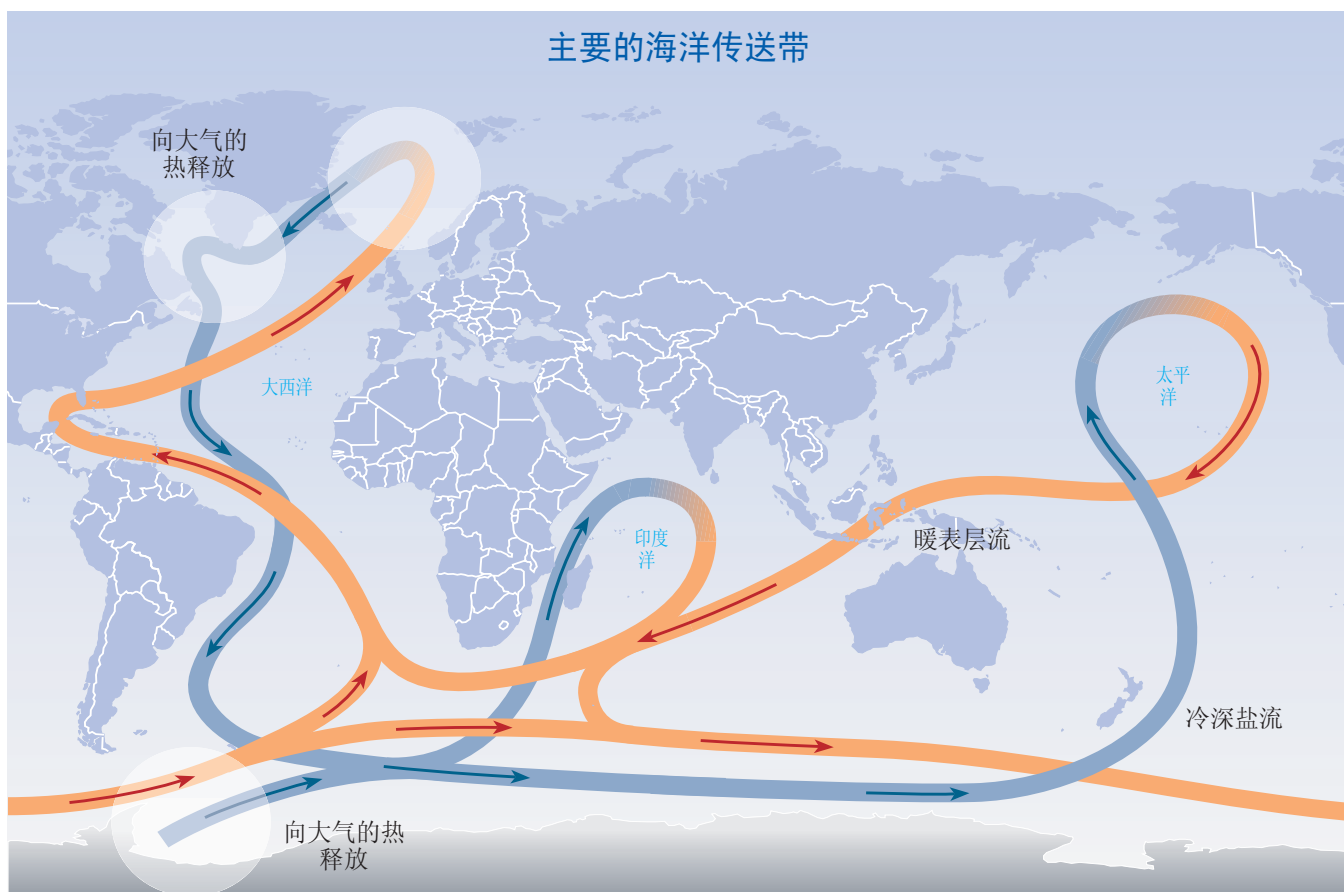 主要的海洋传送带
向大气的
热释放
大西洋
太平
洋
印度
洋
暖表层流
冷深盐流
向大气的热
释放